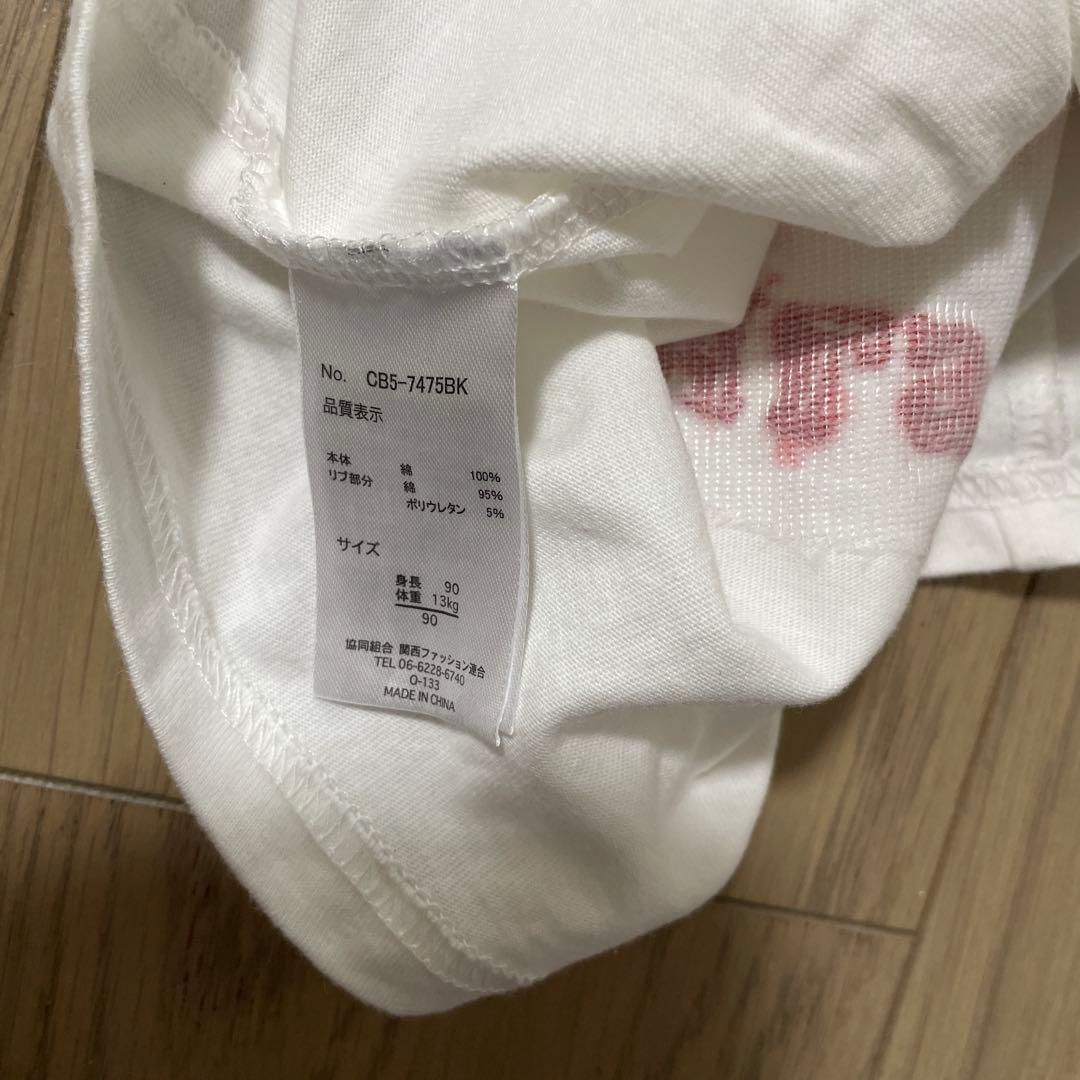 No. CB5-7475BK
品質表示
本体 綿 100%
リブ部分 綿 95%
ポリウレタン 5%
サイズ
身長 90
体重 13kg
90
協同組合 関西ファッション連合
TEL 06-6228-6740
O-133
MADE IN CHINA